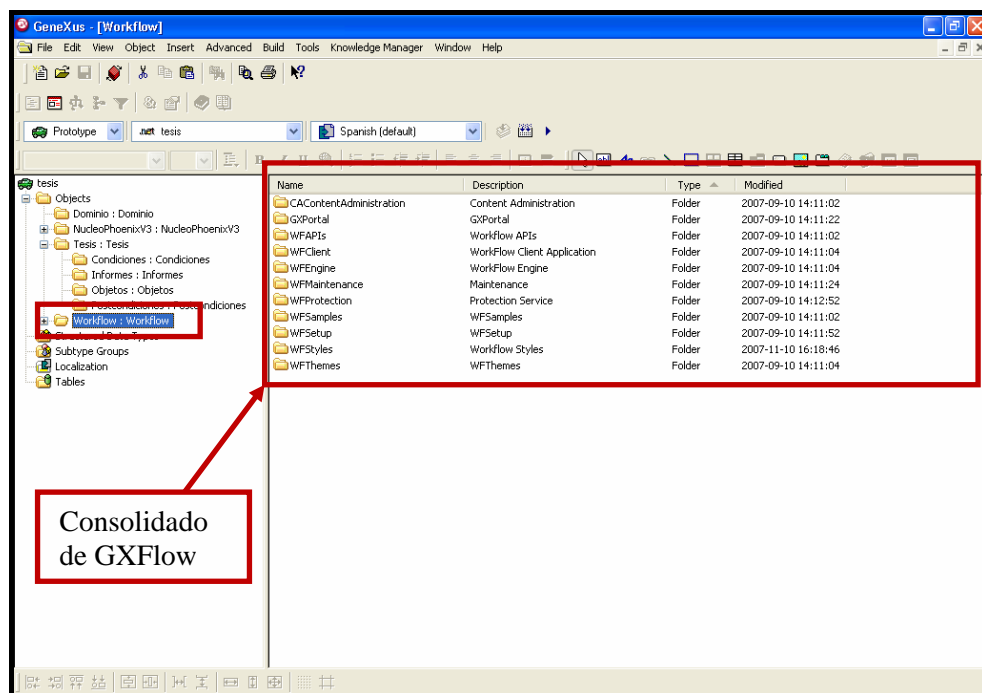 GeneXus - [Workflow]
File Edit View Object Insert Advanced Build Tools Knowledge Manager Window Help
Prototype .net tesis Spanish (default)
tesis
Objects
Dominio : Dominio
NucleoPhoenixV3 : NucleoPhoenixV3
Tesis : Tesis
Condiciones : Condiciones
Informes : Informes
Objetos : Objetos
Postcondiciones : Postcondiciones
Workflow : Workflow
Structured Data Types
Subtype Groups
Localization
Tables
Name Description Type Modified
CAContentAdministration Content Administration Folder 2007-09-10 14:11:02
GXPortal GXPortal Folder 2007-09-10 14:11:22
WFAPIs Workflow APIs Folder 2007-09-10 14:11:02
WFClient WorkFlow Client Application Folder 2007-09-10 14:11:04
WFEngine WorkFlow Engine Folder 2007-09-10 14:11:04
WFMaintenance Maintenance Folder 2007-09-10 14:11:24
WFProtection Protection Service Folder 2007-09-10 14:12:52
WFSamples WFSamples Folder 2007-09-10 14:11:02
WFSetup WFSetup Folder 2007-09-10 14:11:52
WFStyles Workflow Styles Folder 2007-11-10 16:18:46
WFThemes WFThemes Folder 2007-09-10 14:11:04
Consolidado
de GXFlow